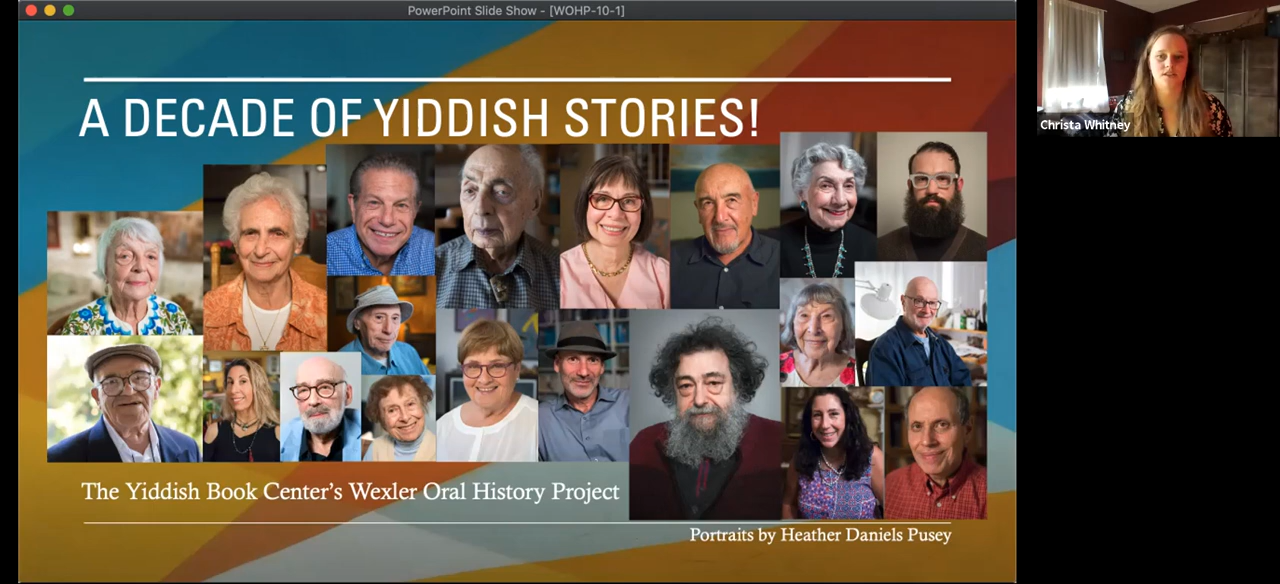 PowerPoint Slide Show - [WOHP-10-1]
A DECADE OF YIDDISH STORIES!
Christa Whitney
The Yiddish Book Center’s Wexler Oral History Project
Portraits by Heather Daniels Pusey